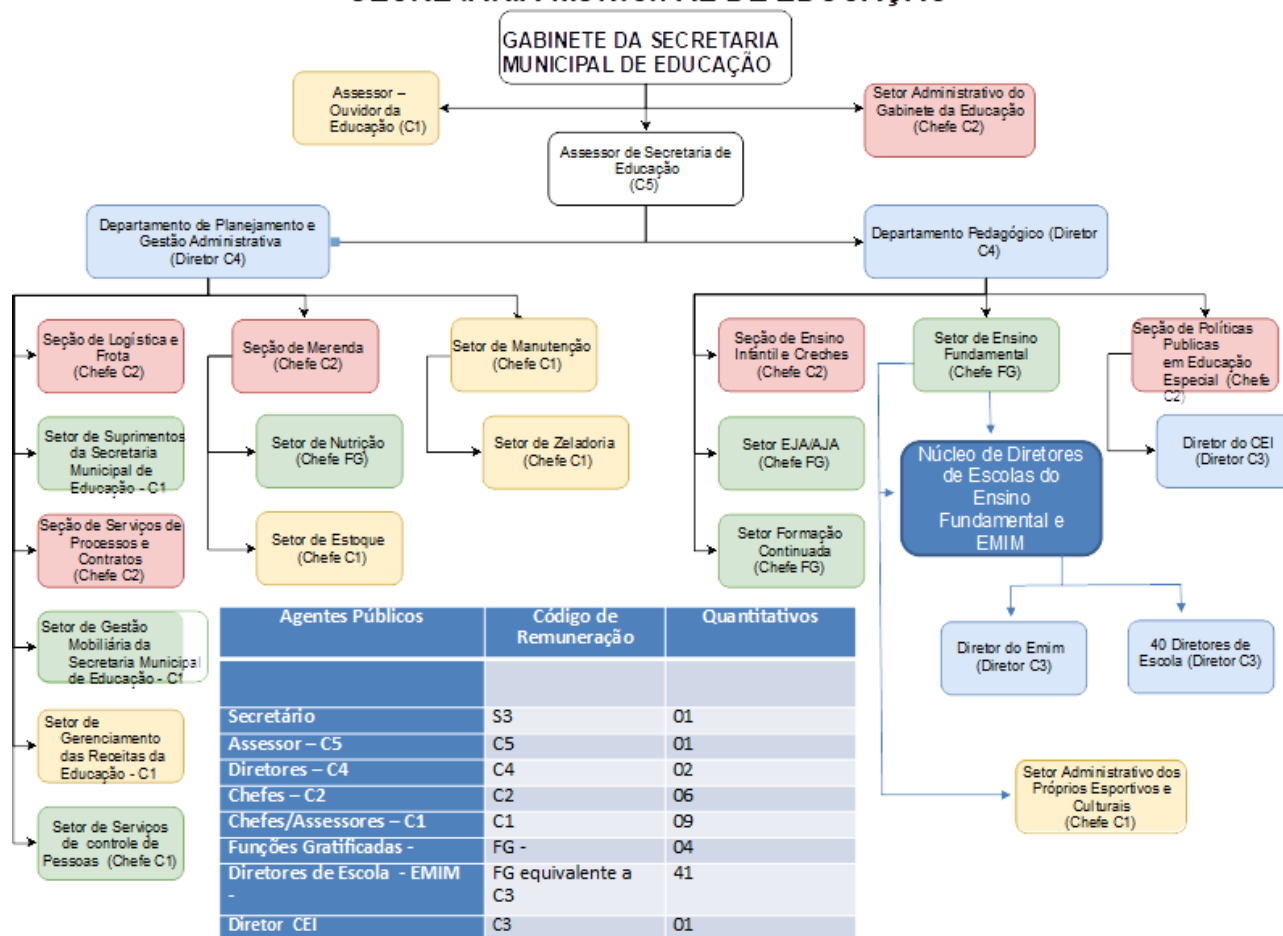 SECRETARIA MUNICIPAL DE EDUCAÇÃO
GABINETE DA SECRETARIA
MUNICIPAL DE EDUCAÇÃO
Assessor –
Ouvidor da
Educação (C1)
Setor Administrativo do
Gabinete da Educação
(Chefe C2)
Assessor de Secretaria de
Educação
(C5)
Departamento de Planejamento e
Gestão Administrativa
(Diretor C4)
Departamento Pedagógico (Diretor
C4)
Seção de Logística e
Frota
(Chefe C2)
Seção de Merenda
(Chefe C2)
Setor de Manutenção
(Chefe C1)
Seção de Ensino
Infântil e Creches
(Chefe C2)
Setor de Ensino
Fundamental
(Chefe FG)
Seção de Políticas
Publicas
em Educação
Especial (Chefe
C2)
Setor de Suprimentos
da Secretaria
Municipal de
Educação - C1
Setor de Nutrição
(Chefe FG)
Setor de Zeladoria
(Chefe C1)
Setor EJA/AJA
(Chefe FG)
Núcleo de Diretores
de Escolas do
Ensino
Fundamental e
EMIM
Diretor do CEI
(Diretor C3)
Seção de Serviços de
Processos e
Contratos
(Chefe C2)
Setor de Estoque
(Chefe C1)
Setor Formação
Continuada
(Chefe FG)
Setor de Gestão
Mobiliária da
Secretaria Municipal
de Educação - C1
Diretor do Emim
(Diretor C3)
40 Diretores de
Escola (Diretor C3)
Setor de
Gerenciamento
das Receitas da
Educação - C1
Setor Administrativo dos
Próprios Esportivos e
Culturais
(Chefe C1)
Setor de Serviços
de controle de
Pessoas (Chefe C1)
Agentes Públicos Código de Remuneração Quantitativos
Secretário S3 01
Assessor – C5 C5 01
Diretores – C4 C4 02
Chefes – C2 C2 06
Chefes/Assessores – C1 C1 09
Funções Gratificadas - FG - 04
Diretores de Escola - EMIM - FG equivalente a C3 41
Diretor CEI C3 01